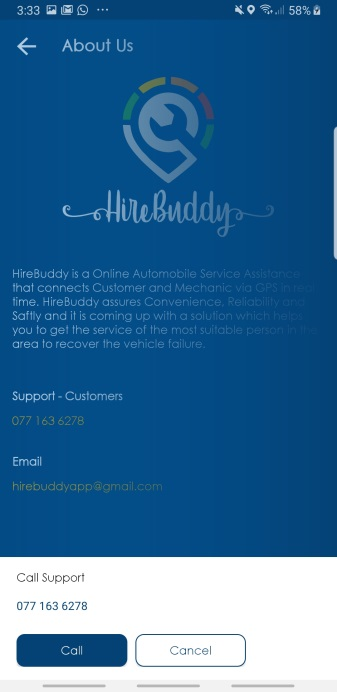 3:33
58%
About Us
HireBuddy
HireBuddy is a Online Automobile Service Assistance
that connects Customer and Mechanic via GPS in real
time. HireBuddy assures Convenience, Reliability and
Saftly and it is coming up with a solution which helps
you to get the service of the most suitable person in the
area to recover the vehicle failure.
Support - Customers
077 163 6278
Email
hirebuddyapp@gmail.com
Call Support
077 163 6278
Call
Cancel